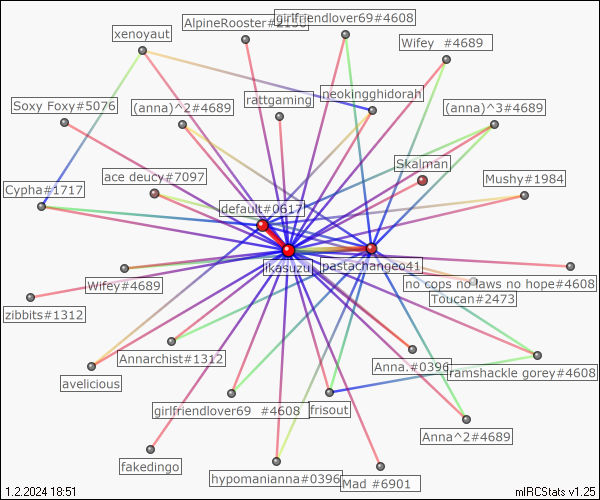 AlpineRooster#2150
girlfriendlover69#4608
xenoyaut
Wifey  #4689
Soxy Foxy#5076
(anna)^2#4689
rattgaming
neokingghidorah
(anna)^3#4689
ace deucy#7097
Skalman
Cypha#1717
Mushy#1984
default#0617
ikasuzu
pastachangeo41
Wifey#4689
no cops no laws no hope#4608
Toucan#2473
zibbits#1312
Annarchist#1312
Anna.#0396
ramshackle gorey#4608
avelicious
girlfriendlover69  #4608
frisout
Anna^2#4689
fakedingo
hypomanianna#0396
Mad #6901
1.2.2024 18:51
mIRCStats v1.25